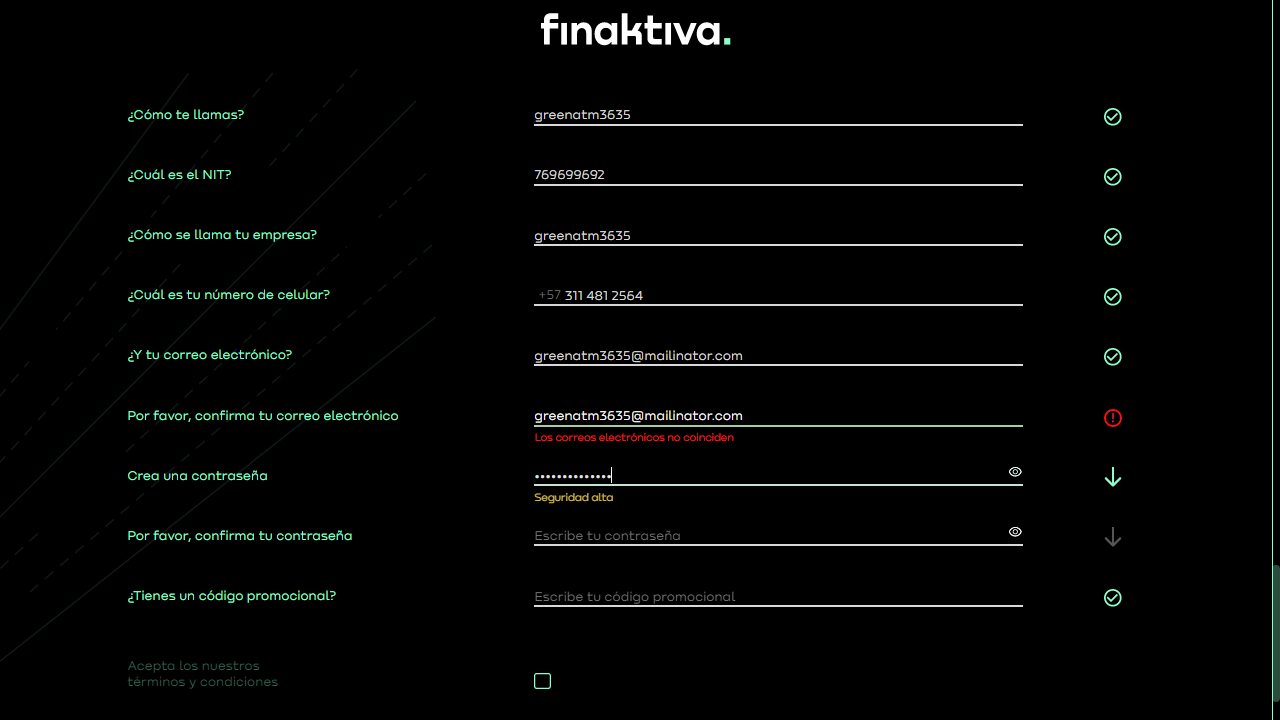 finaktiva.
¿Cómo te llamas? greenatm3635
¿Cuál es el NIT? 769699692
¿Cómo se llama tu empresa? greenatm3635
¿Cuál es tu número de celular? +57 311 481 2564
¿Y tu correo electrónico? greenatm3635@mailinator.com
Por favor, confirma tu correo electrónico greenatm3635@mailinator.com
Los correos electrónicos no coinciden
Crea una contraseña ••••••••••••••
Seguridad alta
Por favor, confirma tu contraseña Escribe tu contraseña
¿Tienes un código promocional? Escribe tu código promocional
Acepta los nuestros
términos y condiciones